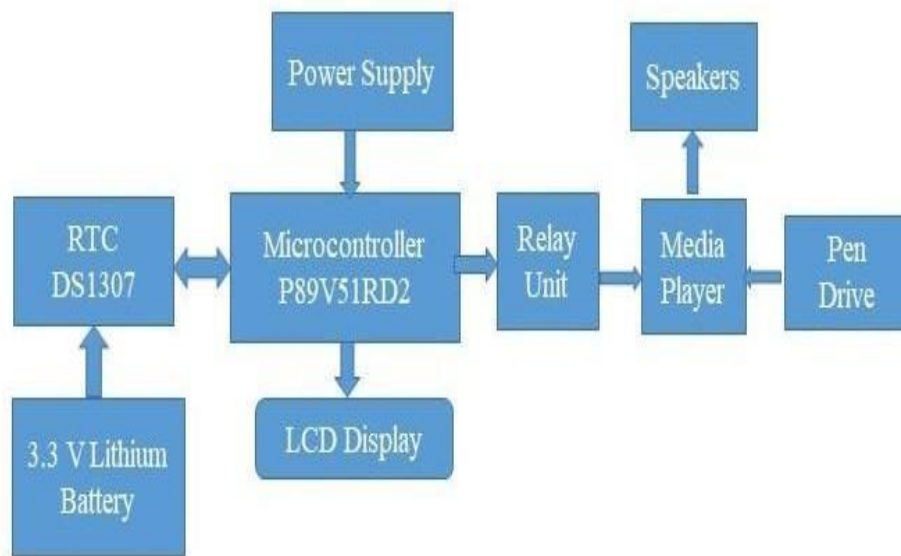 Power Supply
Speakers
RTC
DS1307
Microcontroller
P89V51RD2
Relay
Unit
Media
Player
Pen
Drive
3.3 V Lithium
Battery
LCD Display